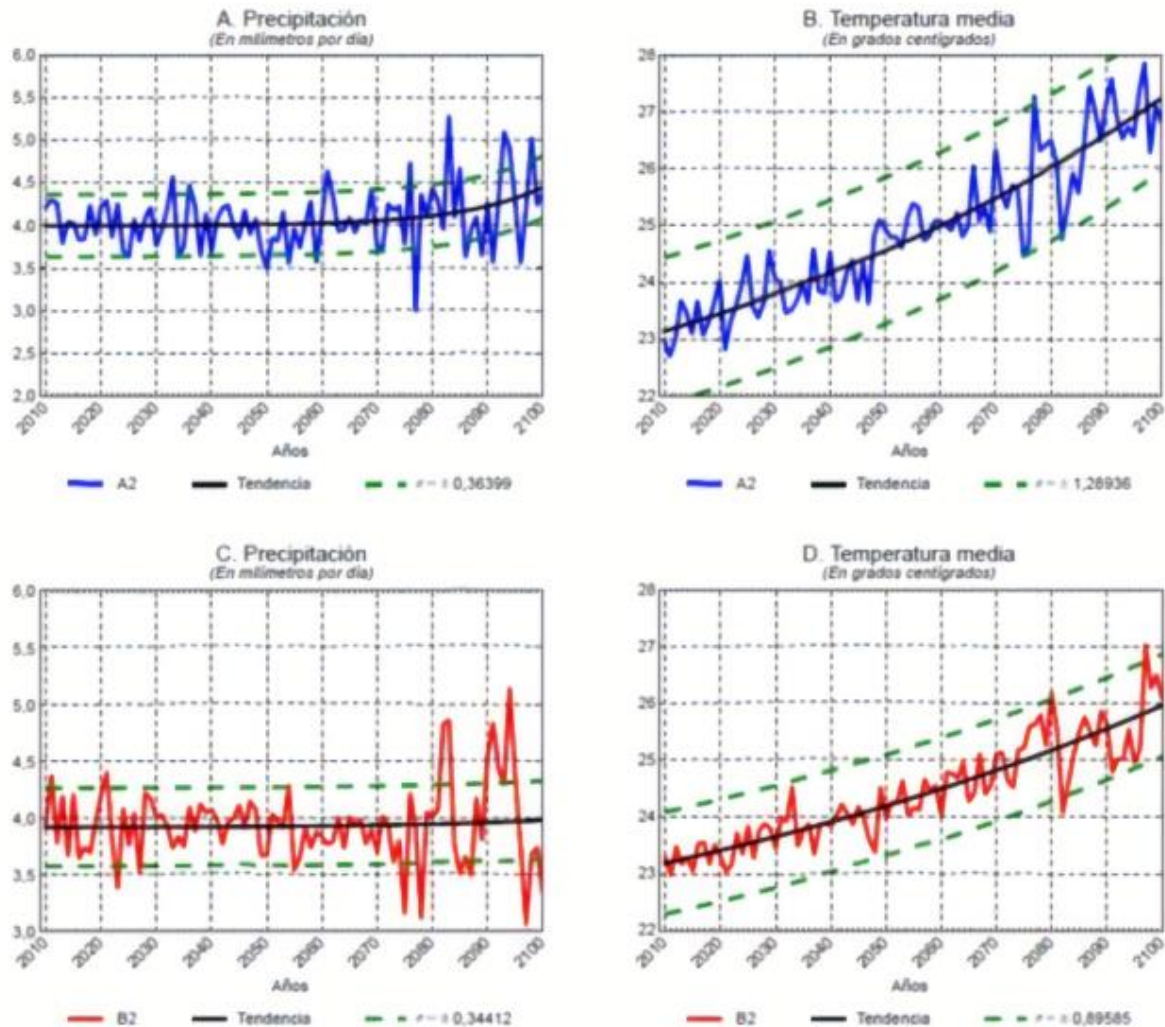 A. Precipitación
(En milímetros por día)
6,0
5,5
5,0
4,5
4,0
3,5
3,0
2,5
2,0
2010 2020 2030 2040 2050 2060 2070 2080 2090 2100
Años
A2 Tendencia ± 0,36399
B. Temperatura media
(En grados centígrados)
28
27
26
25
24
23
22
2010 2020 2030 2040 2050 2060 2070 2080 2090 2100
Años
A2 Tendencia ± 1,28936
C. Precipitación
(En milímetros por día)
6,0
5,5
5,0
4,5
4,0
3,5
3,0
2010 2020 2030 2040 2050 2060 2070 2080 2090 2100
Años
B2 Tendencia ± 0,34412
D. Temperatura media
(En grados centígrados)
28
27
26
25
24
23
22
2010 2020 2030 2040 2050 2060 2070 2080 2090 2100
Años
B2 Tendencia ± 0,89585